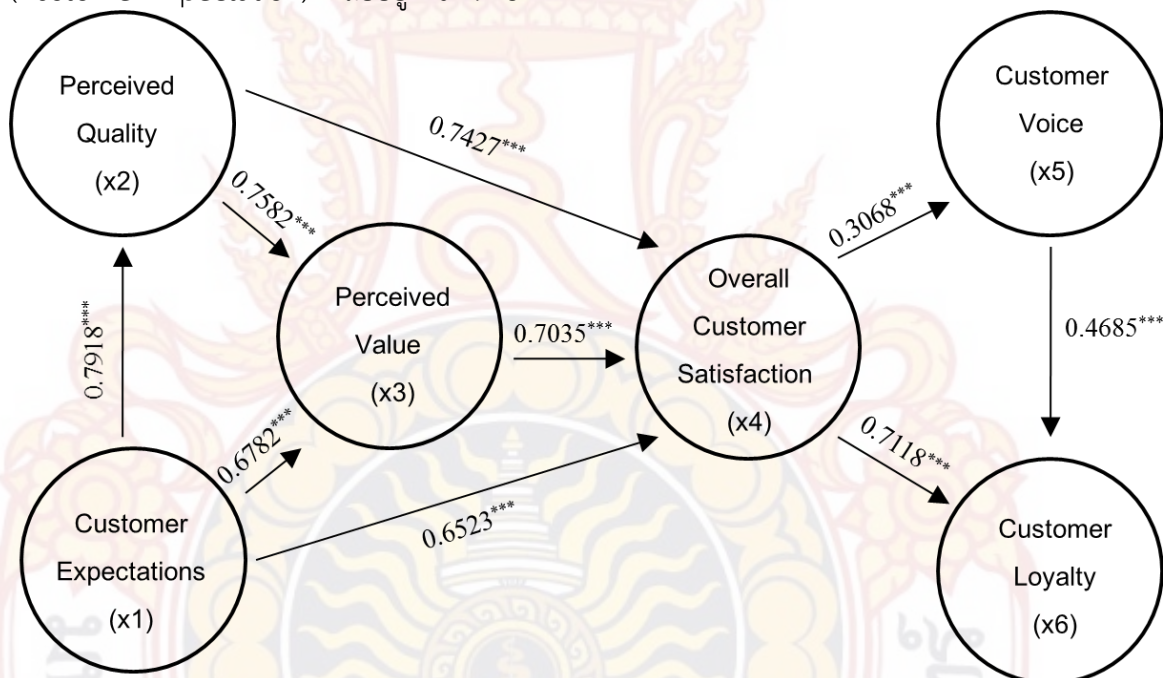 Perceived
Quality
(x2)
Customer
Voice
(x5)
0.7427***
0.7582***
0.3068***
Perceived
Value
(x3)
Overall
Customer
Satisfaction
(x4)
0.7035***
0.7918***
0.4685***
0.6782***
0.7118***
0.6523***
Customer
Expectations
(x1)
Customer
Loyalty
(x6)